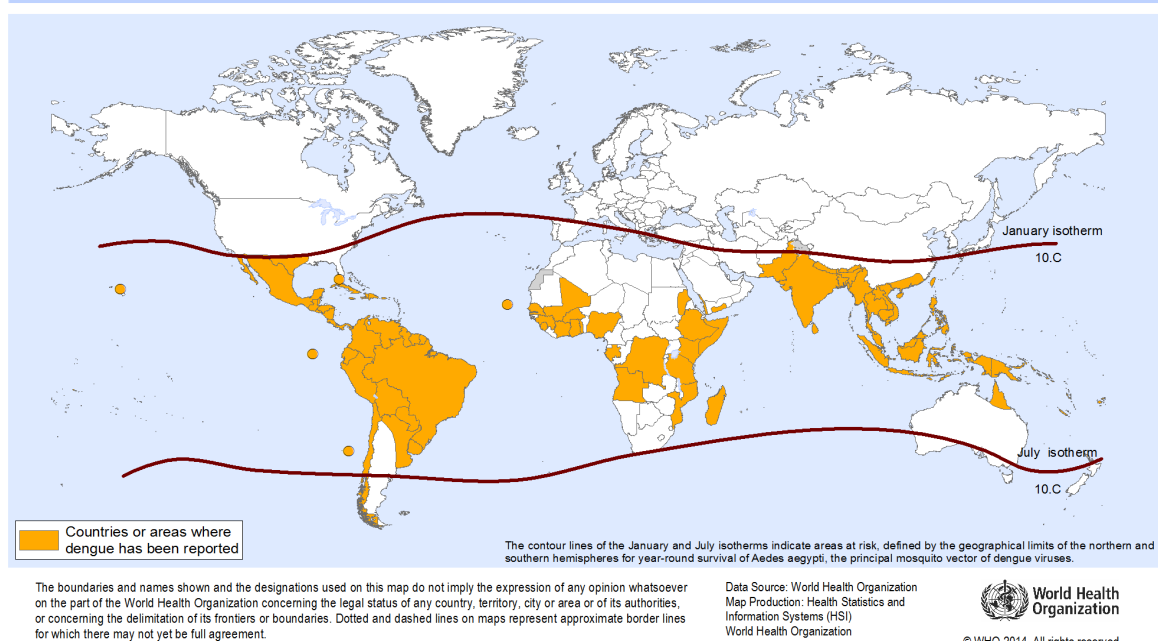 January isotherm
10.C
July isotherm
10.C
Countries or areas where
dengue has been reported
The contour lines of the January and July isotherms indicate areas at risk, defined by the geographical limits of the northern and
southern hemispheres for year-round survival of Aedes aegypti, the principal mosquito vector of dengue viruses.
The boundaries and names shown and the designations used on this map do not imply the expression of any opinion whatsoever
on the part of the World Health Organization concerning the legal status of any country, territory, city or area or of its authorities,
or concerning the delimitation of its frontiers or boundaries. Dotted and dashed lines on maps represent approximate border lines
for which there may not yet be full agreement.
Data Source: World Health Organization
Map Production: Health Statistics and
Information Systems (HSI)
World Health Organization
World Health
Organization
© WHO 2014. All rights reserved